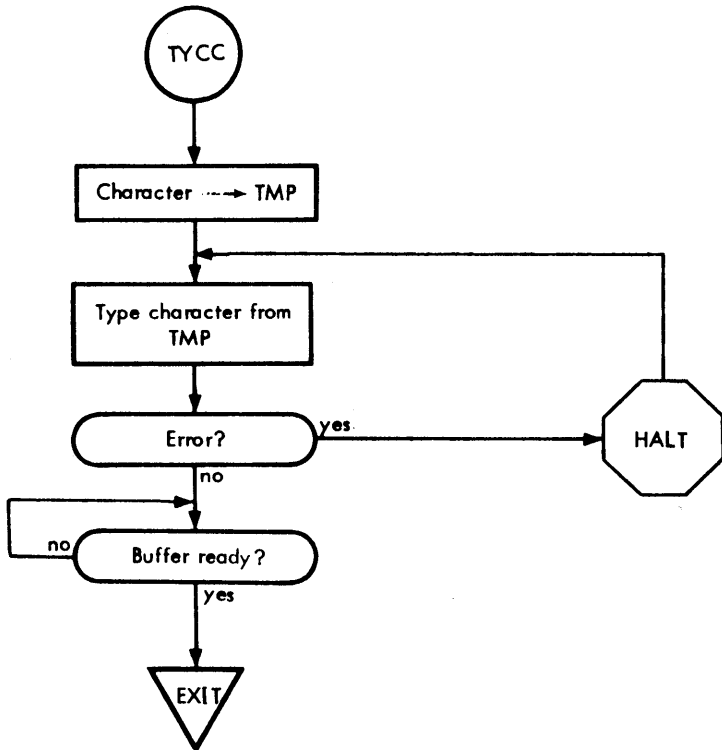 TYCC
Character → TMP
Type character from
TMP
Error?
yes
HALT
no
no
Buffer ready?
yes
EXIT